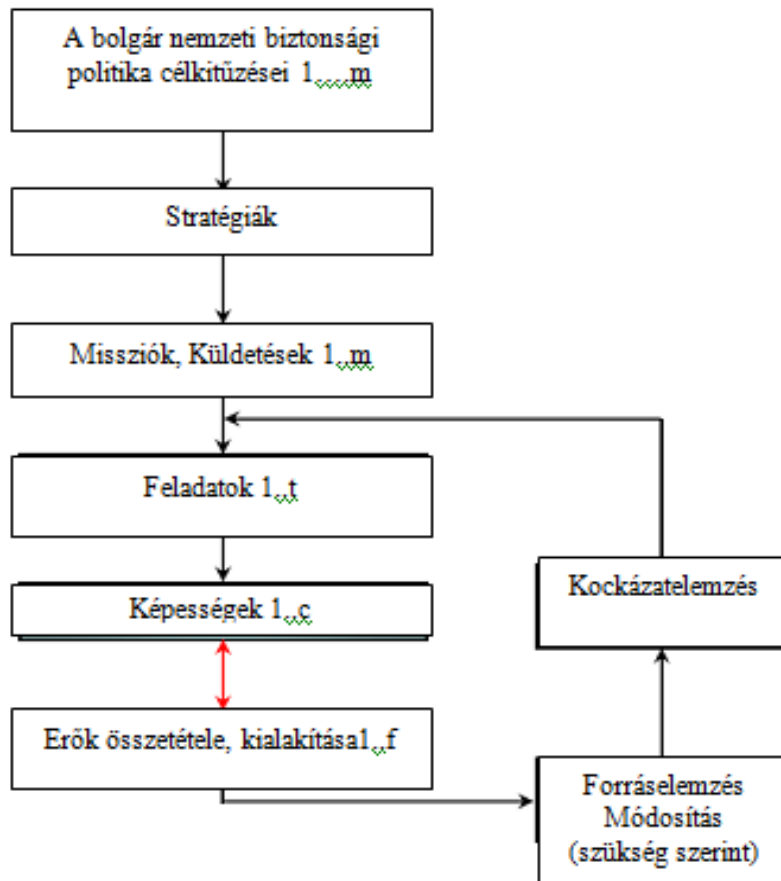 A bolgár nemzeti biztonsági
politika célkitűzései 1,...,m
Stratégiák
Missziók, Küldetések 1,..m
Feladatok 1,..t
Képességek 1,..c
Erők összetétele, kialakítása1,..f
Kockázatelemzés
Forráselemzés
Módosítás
(szükség szerint)